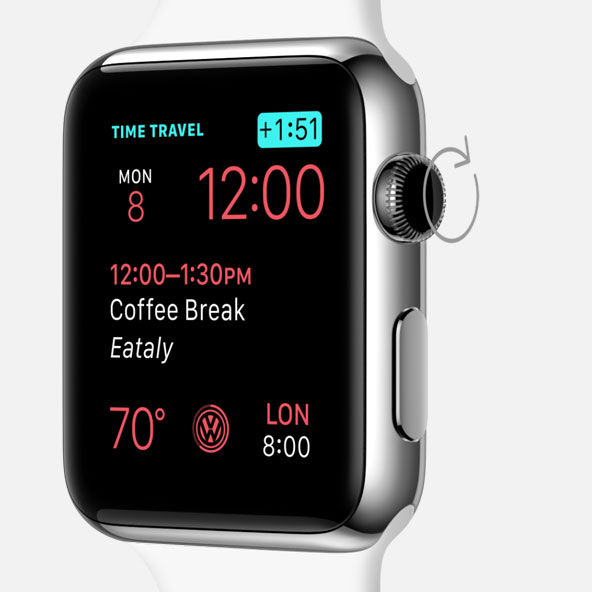 TIME TRAVEL
+1:51
MON
8
12:00
12:00–1:30PM
Coffee Break
Eataly
70°
LON
8:00